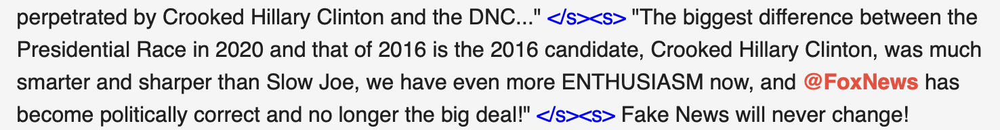 perpetrated by Crooked Hillary Clinton and the DNC..." </s><s> "The biggest difference between the
Presidential Race in 2020 and that of 2016 is the 2016 candidate, Crooked Hillary Clinton, was much
smarter and sharper than Slow Joe, we have even more ENTHUSIASM now, and @FoxNews has
become politically correct and no longer the big deal!" </s><s> Fake News will never change!